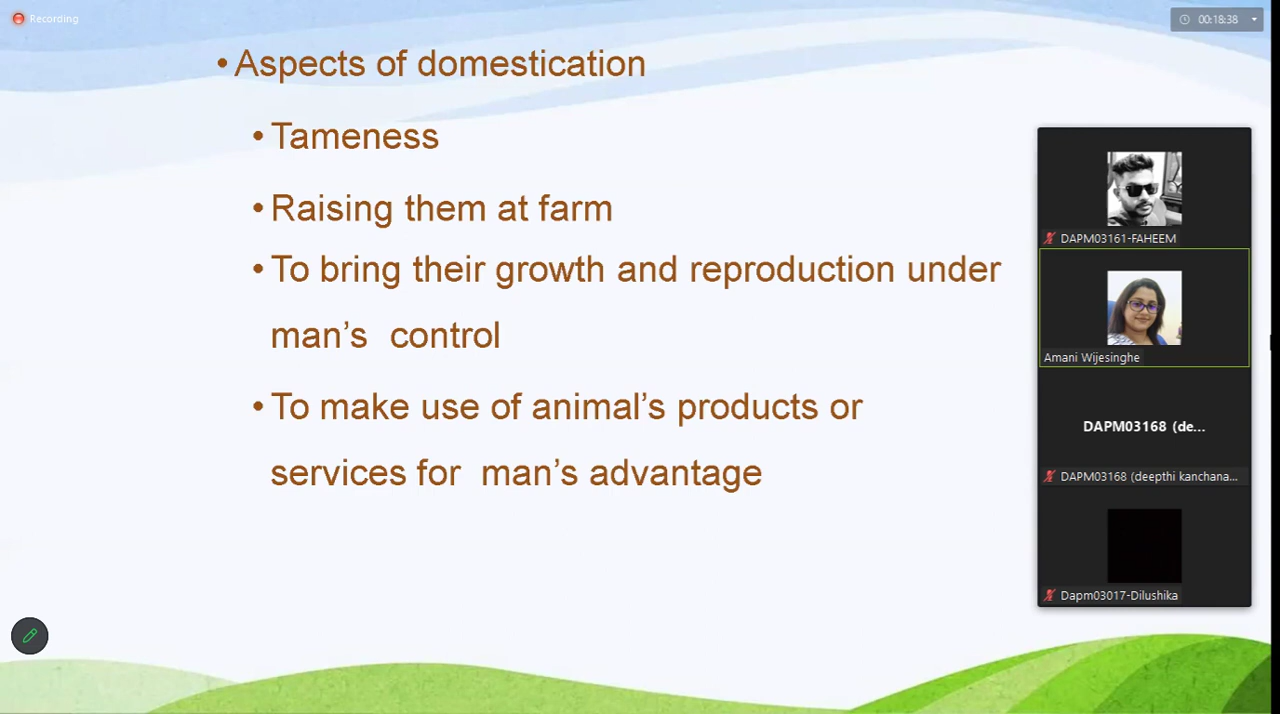 Recording
00:18:38
• Aspects of domestication
• Tameness
• Raising them at farm
• To bring their growth and reproduction under
man’s control
• To make use of animal’s products or
services for man’s advantage
DAPM03161-FAHEEM
Amani Wijesinghe
DAPM03168 (de...
DAPM03168 (deepthi kanchana...
Dapm03017-Dilushika